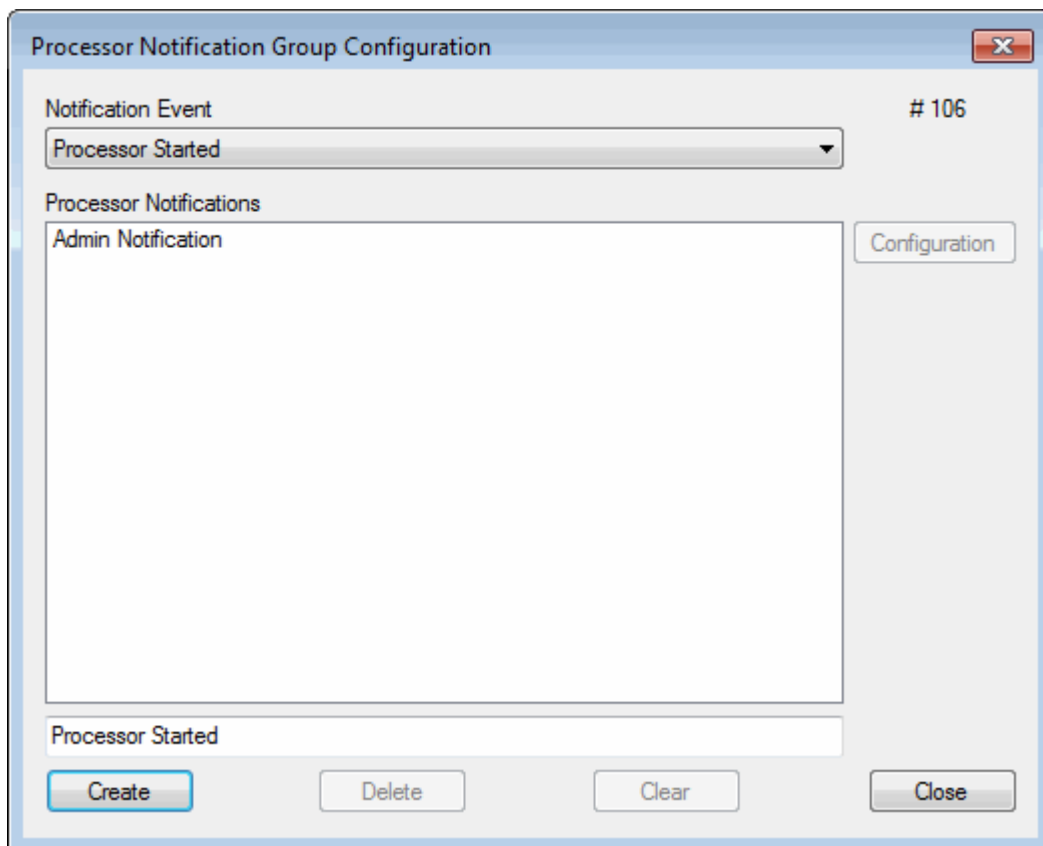 Processor Notification Group Configuration
Notification Event
# 106
Processor Started
Processor Notifications
Admin Notification
Configuration
Processor Started
Create
Delete
Clear
Close